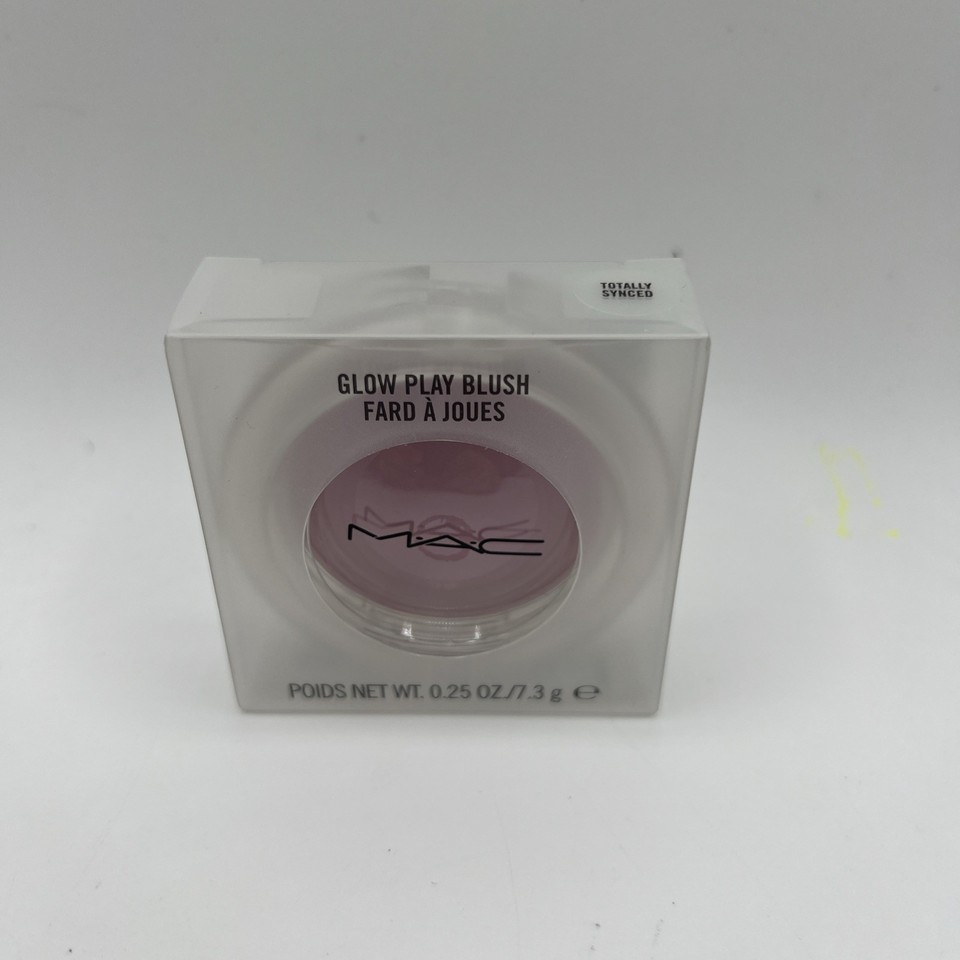 TOTALLY
SYNCED
GLOW PLAY BLUSH
FARD À JOUES
M·A·C
POIDS NET WT. 0.25 OZ./7.3 g ℮